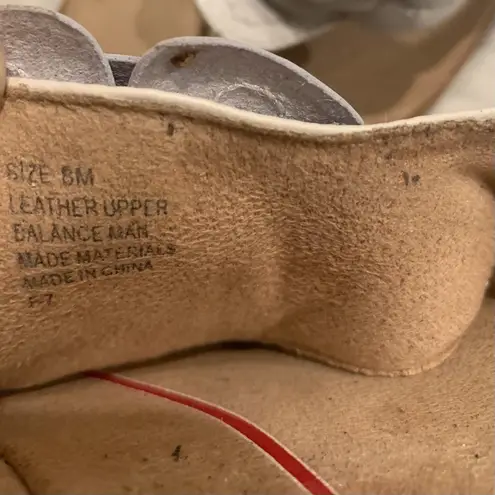 SIZE 8M
LEATHER UPPER
BALANCE MAN
MADE MATERIALS
MADE IN CHINA
F-7